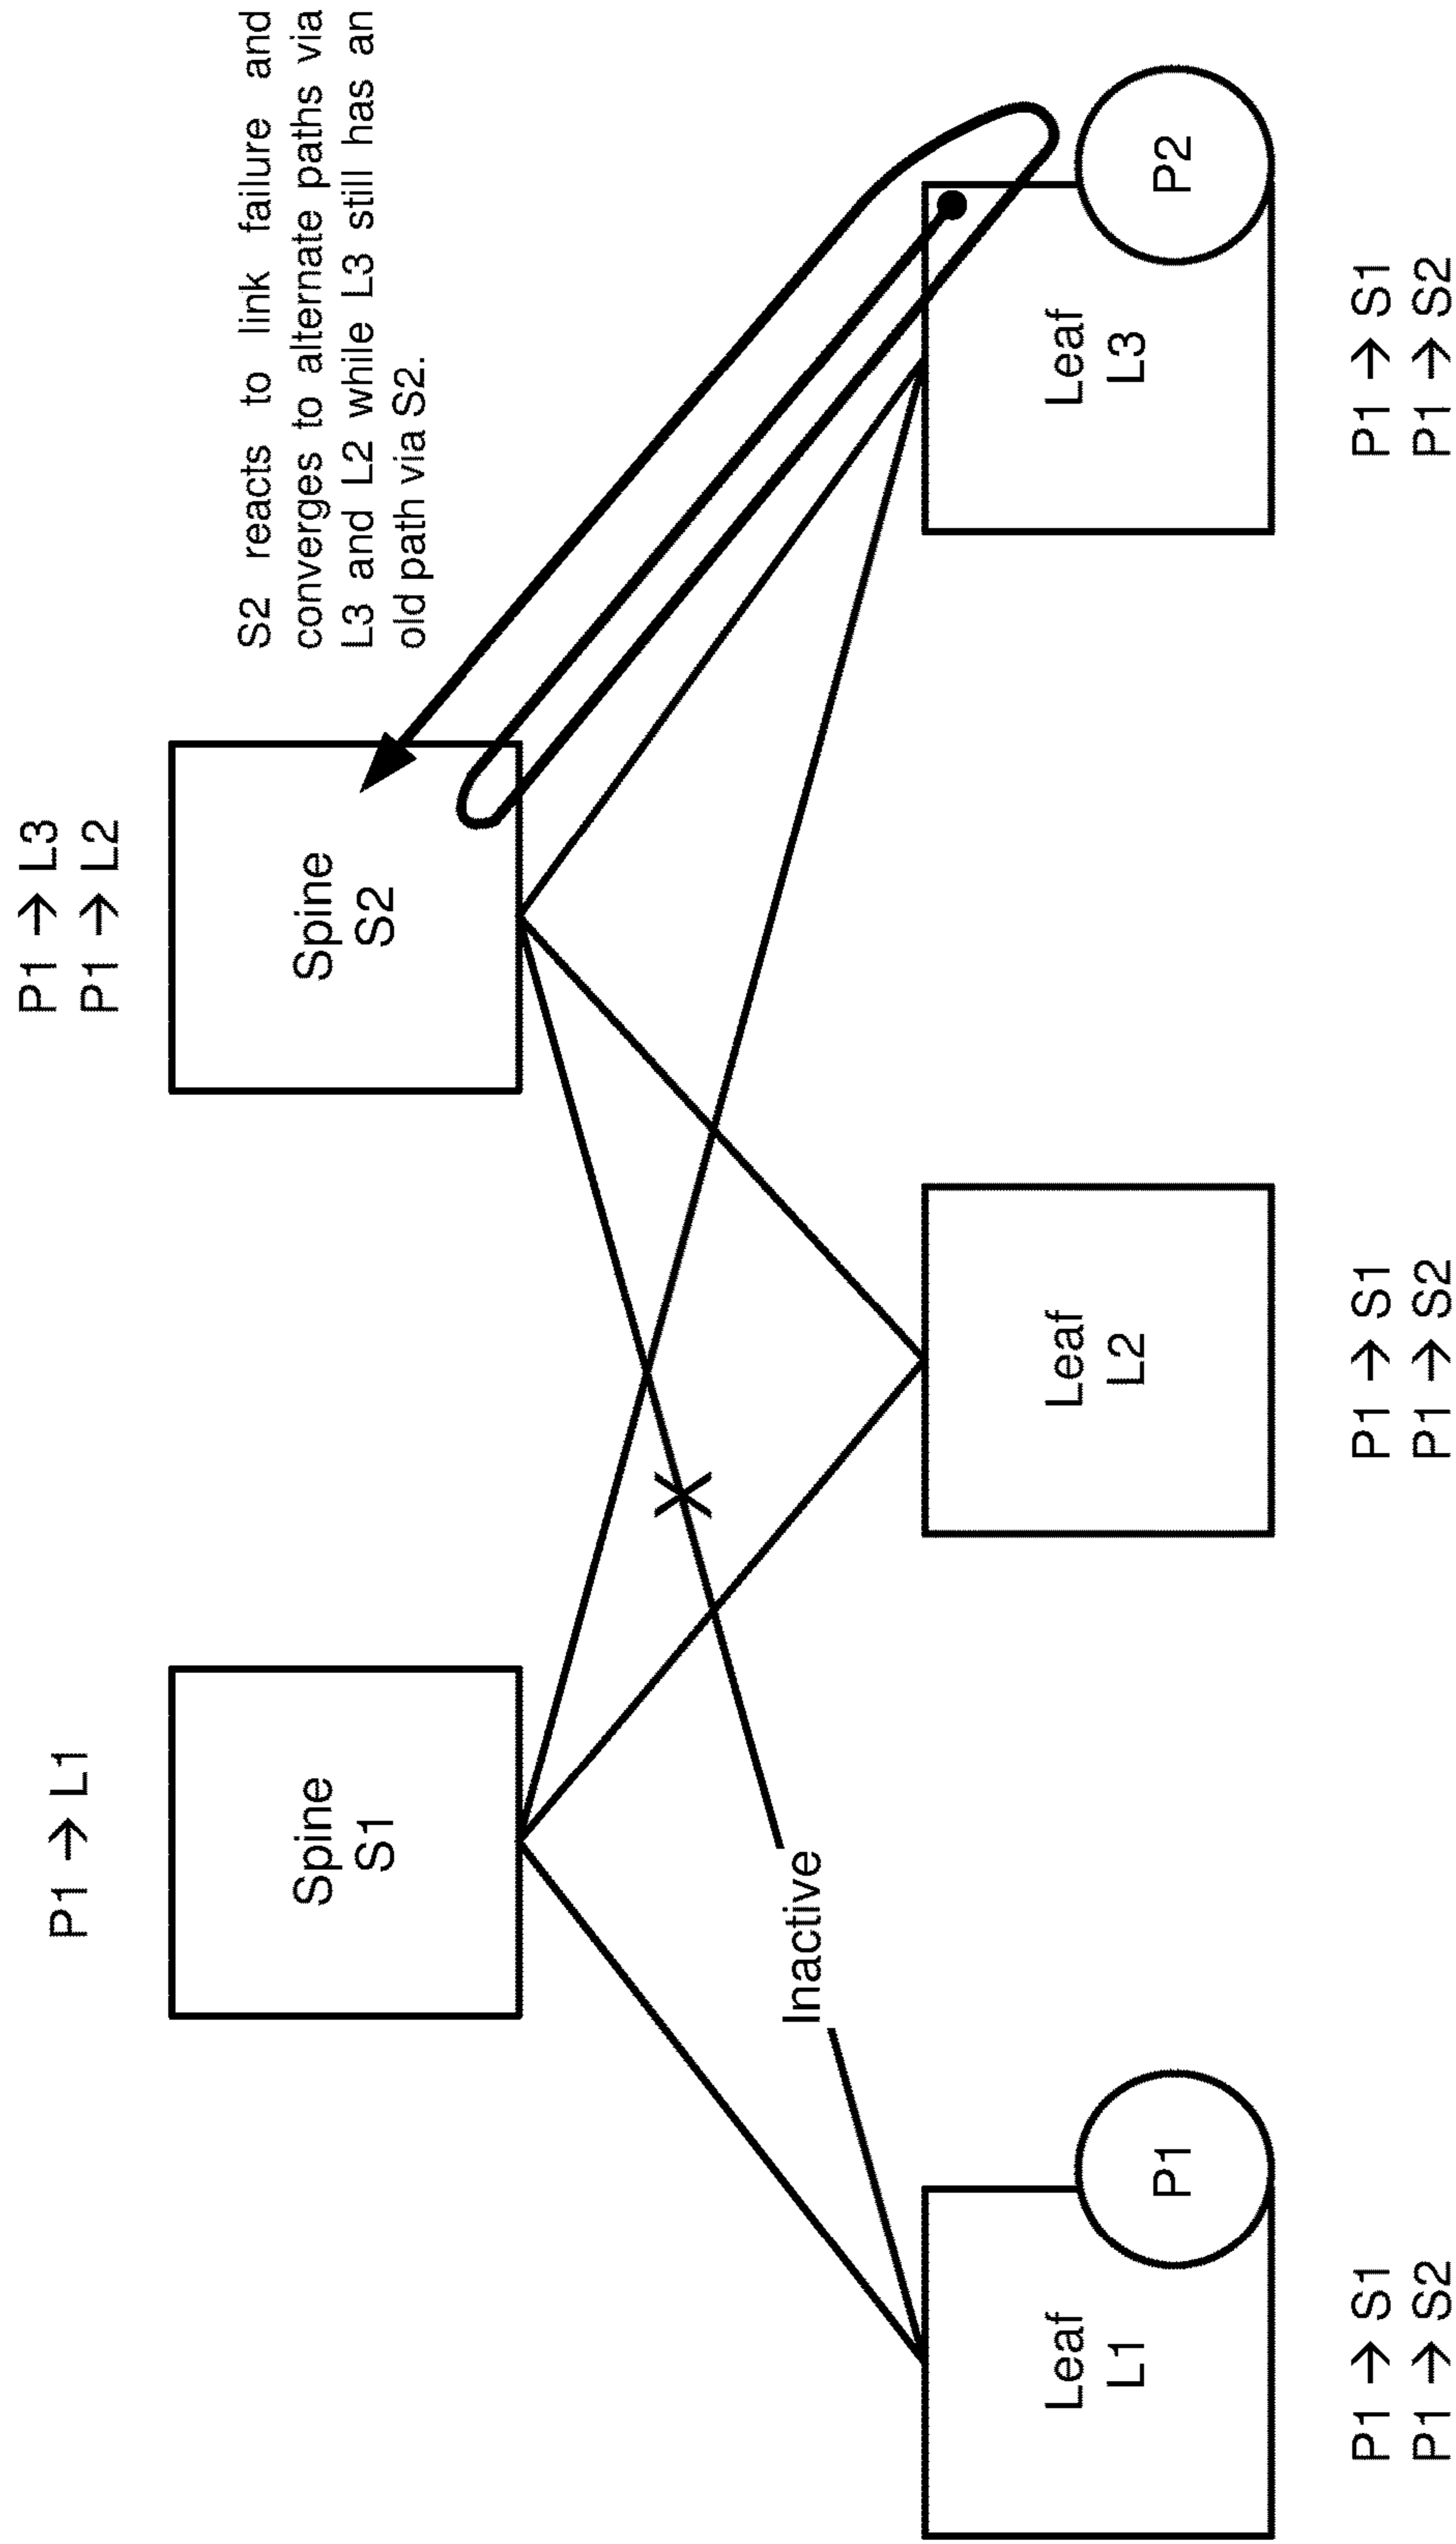 P1 → L1
P1 → L3
P1 → L2
S2 reacts to link failure and
converges to alternate paths via
L3 and L2 while L3 still has an
old path via S2.
Spine
S1
Spine
S2
Inactive
X
Leaf
L1
P1
Leaf
L2
Leaf
L3
P2
P1 → S1
P1 → S2
P1 → S1
P1 → S2
P1 → S1
P1 → S2